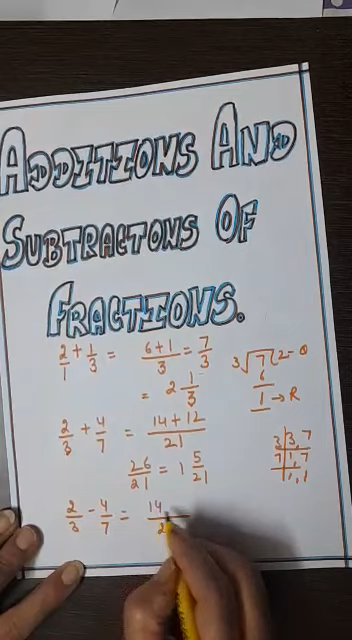 ADDITIONS AND
SUBTRACTONS OF
FRACTIONS.
2/1 + 1/3 = 6+1/3 = 7/3
= 2 1/3
3√7(2-Q
6
1 → R
2/3 + 4/7 = 14+12/21
26/21 = 1 5/21
3|3,7
7|1,7
|1,1
2/3 - 4/7 = 14